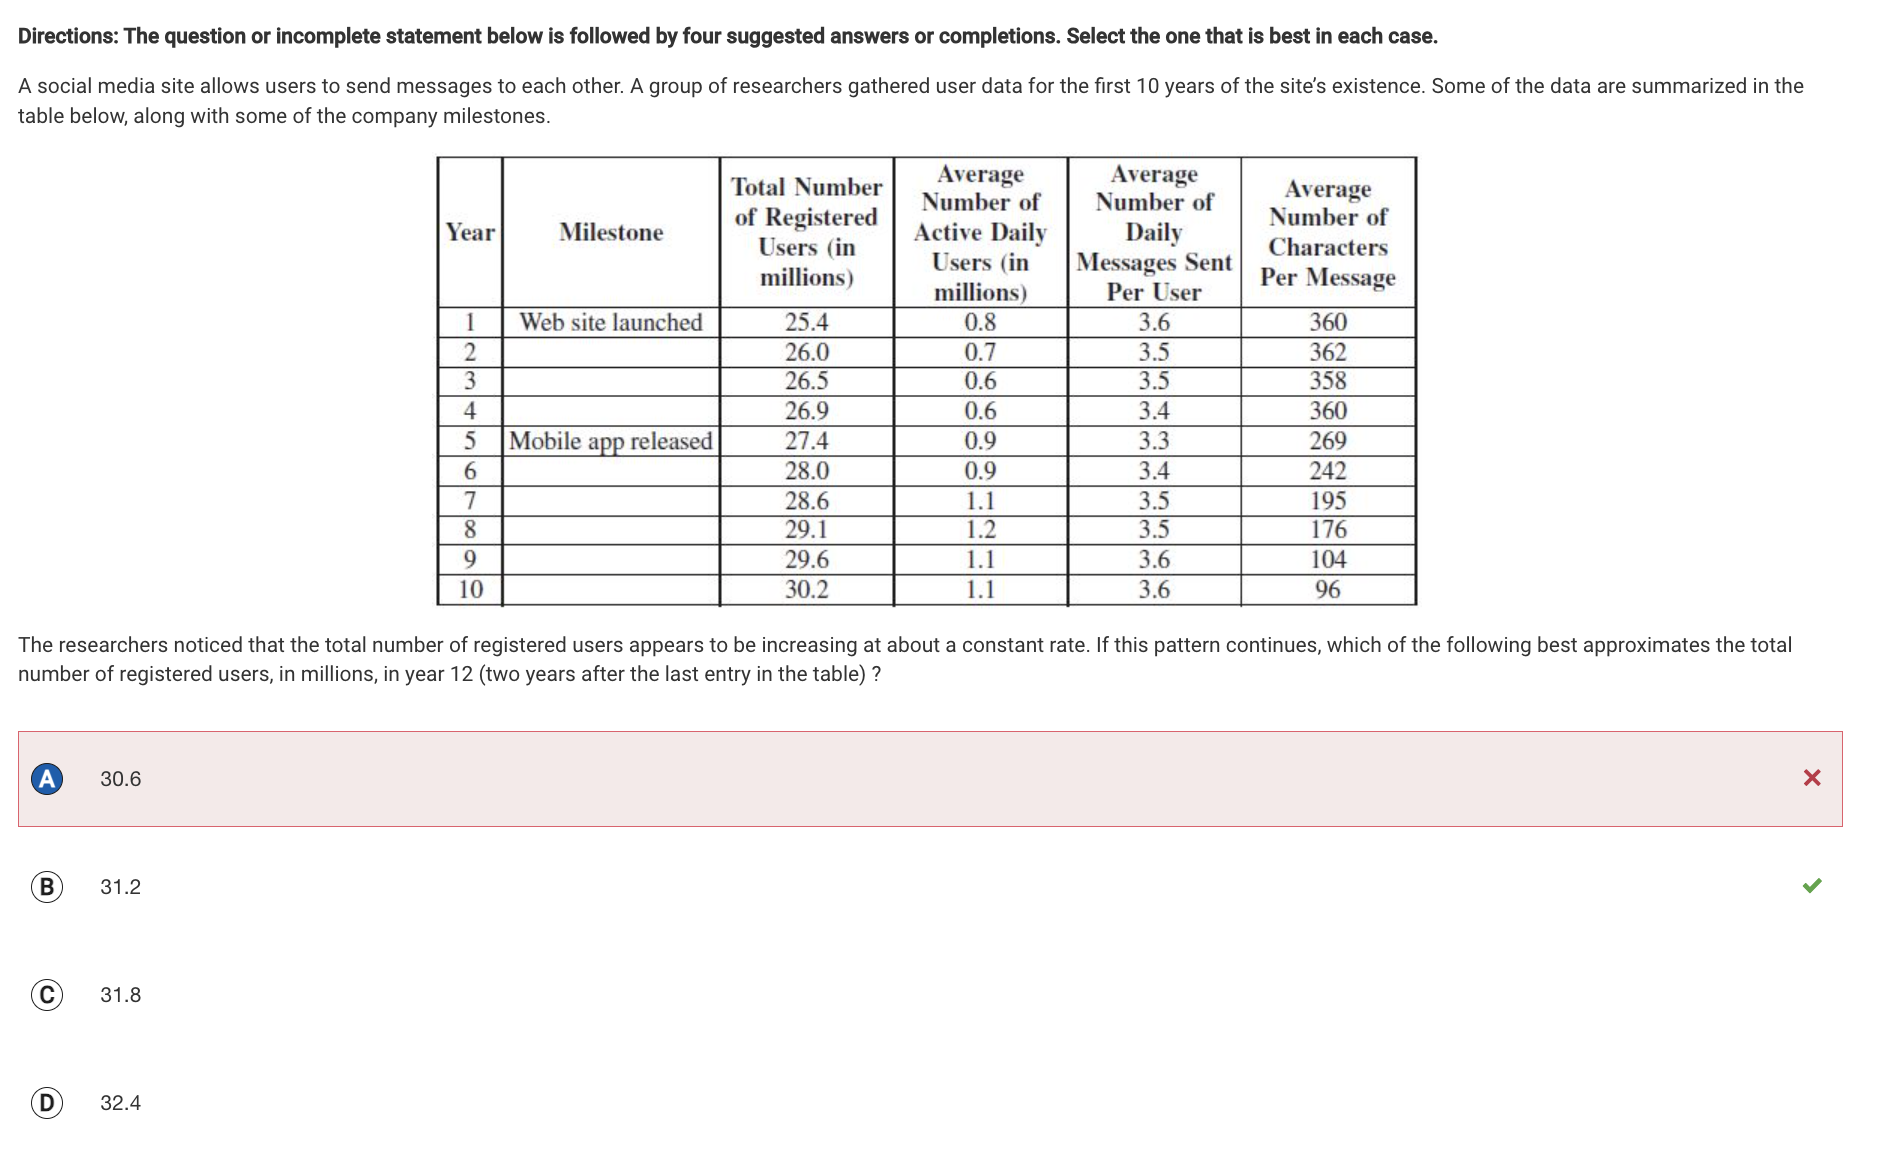 Directions: The question or incomplete statement below is followed by four suggested answers or completions. Select the one that is best in each case.
A social media site allows users to send messages to each other. A group of researchers gathered user data for the first 10 years of the site’s existence. Some of the data are summarized in the
table below, along with some of the company milestones.
Year Milestone Total Number of Registered Users (in millions) Average Number of Active Daily Users (in millions) Average Number of Daily Messages Sent Per User Average Number of Characters Per Message
1 Web site launched 25.4 0.8 3.6 360
2 26.0 0.7 3.5 362
3 26.5 0.6 3.5 358
4 26.9 0.6 3.4 360
5 Mobile app released 27.4 0.9 3.3 269
6 28.0 0.9 3.4 242
7 28.6 1.1 3.5 195
8 29.1 1.2 3.5 176
9 29.6 1.1 3.6 104
10 30.2 1.1 3.6 96
The researchers noticed that the total number of registered users appears to be increasing at about a constant rate. If this pattern continues, which of the following best approximates the total
number of registered users, in millions, in year 12 (two years after the last entry in the table) ?
A 30.6
B 31.2
C 31.8
D 32.4